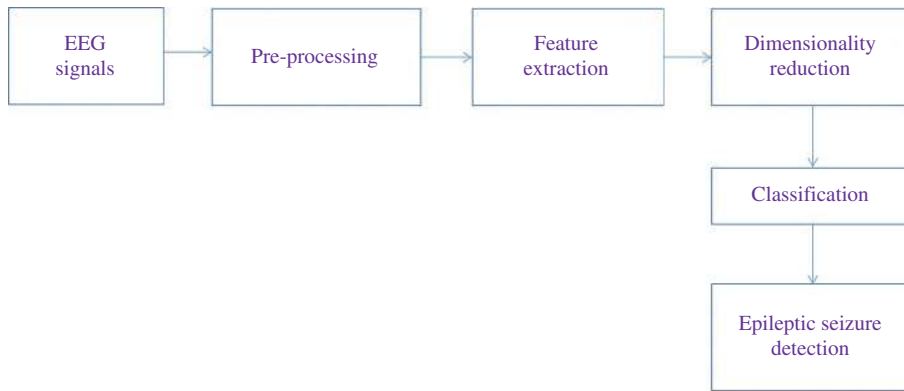 EEG
signals
Pre-processing
Feature
extraction
Dimensionality
reduction
Classification
Epileptic seizure
detection